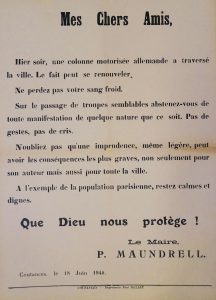 Mes Chers Amis,
Hier soir, une colonne motorisée allemande a traversé
la ville. Le fait peut se renouveler.
Ne perdez pas votre sang froid.
Sur le passage de troupes semblables abstenez-vous de
toute manifestation de quelque nature que ce soit. Pas de
gestes, pas de cris.
N'oubliez pas qu'une imprudence, même légère, peut
avoir les conséquences les plus graves, non seulement pour
son auteur mais aussi pour toute la ville.
A l'exemple de la population parisienne, restez calmes et
dignes.
Que Dieu nous protège !
Le Maire,
P. MAUNDRELL.
Coutances, le 18 Juin 1940.
COUTANCES — Imprimerie